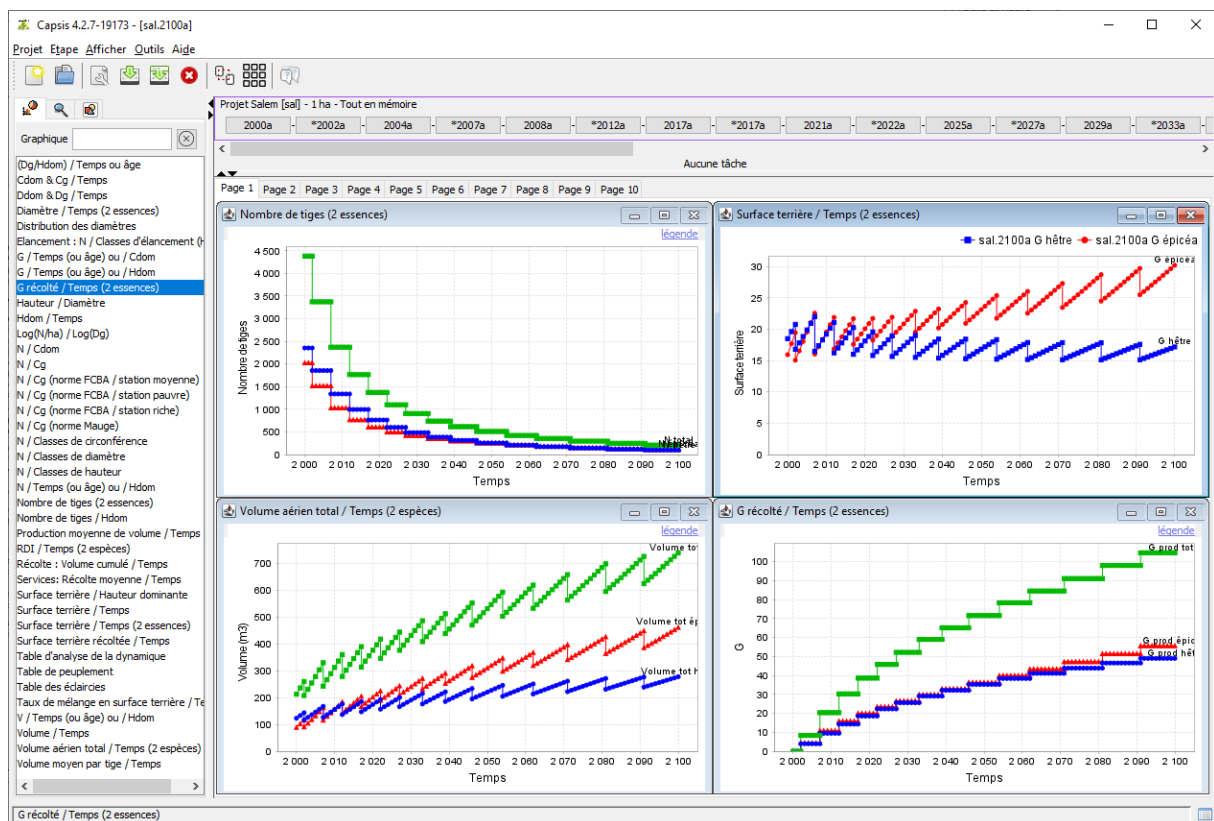 Capsis 4.2.7-19173 - [sal.2100a]
Projet Etape Afficher Outils Aide
Projet Salem [sal] - 1 ha - Tout en mémoire
2000a - *2002a - 2004a - *2007a - 2008a - *2012a - 2017a - *2017a - 2021a - *2022a - 2025a - *2027a - 2029a - *2033a -
Aucune tâche
Graphique
(Dg/Hdom) / Temps ou âge)
Cdom & Cg / Temps
Ddom & Dg / Temps
Diamètre / Temps (2 essences)
Distribution des diamètres
Elancement : N / Classes d'élancement (H
G / Temps (ou âge) ou / Cdom
G / Temps (ou âge) ou / Hdom
G récolté / Temps (2 essences)
Hauteur / Diamètre
Hdom / Temps
Log(N/ha) / Log(Dg)
N / Cdom
N / Cg
N / Cg (norme FCBA / station moyenne)
N / Cg (norme FCBA / station pauvre)
N / Cg (norme FCBA / station riche)
N / Cg (norme Mauge)
N / Classes de circonférence
N / Classes de diamètre
N / Classes de hauteur
N / Temps (ou âge) ou / Hdom
Nombre de tiges (2 essences)
Nombre de tiges / Hdom
Production moyenne de volume / Temps
RDI / Temps (2 espèces)
Récolte : Volume cumulé / Temps
Services: Récolte moyenne / Temps
Surface terrière / Hauteur dominante
Surface terrière / Temps
Surface terrière / Temps (2 essences)
Surface terrière récoltée / Temps
Table d'analyse de la dynamique
Table de peuplement
Table des éclaircies
Taux de mélange en surface terrière / Te
V / Temps (ou âge) ou / Hdom
Volume / Temps
Volume aérien total / Temps (2 espèces)
Volume moyen par tige / Temps
Page 1 Page 2 Page 3 Page 4 Page 5 Page 6 Page 7 Page 8 Page 9 Page 10
Nombre de tiges (2 essences)
légende
4 500
4 000
3 500
3 000
2 500
2 000
1 500
1 000
500
0
Nombre de tiges
N total
2 000 2 010 2 020 2 030 2 040 2 050 2 060 2 070 2 080 2 090 2 100
Temps
Surface terrière / Temps (2 essences)
sal.2100a G hêtre sal.2100a G épicéa
30
25
20
15
10
5
0
Surface terrière
G épicéa
G hêtre
2 000 2 010 2 020 2 030 2 040 2 050 2 060 2 070 2 080 2 090 2 100
Temps
Volume aérien total / Temps (2 espèces)
légende
700
600
500
400
300
200
100
0
Volume (m3)
Volume tot
Volume tot ép
Volume tot h
2 000 2 010 2 020 2 030 2 040 2 050 2 060 2 070 2 080 2 090 2 100
Temps
G récolté / Temps (2 essences)
légende
100
90
80
70
60
50
40
30
20
10
0
G
G prod tot
G prod épic
G prod hêt
2 000 2 010 2 020 2 030 2 040 2 050 2 060 2 070 2 080 2 090 2 100
Temps
G récolté / Temps (2 essences)